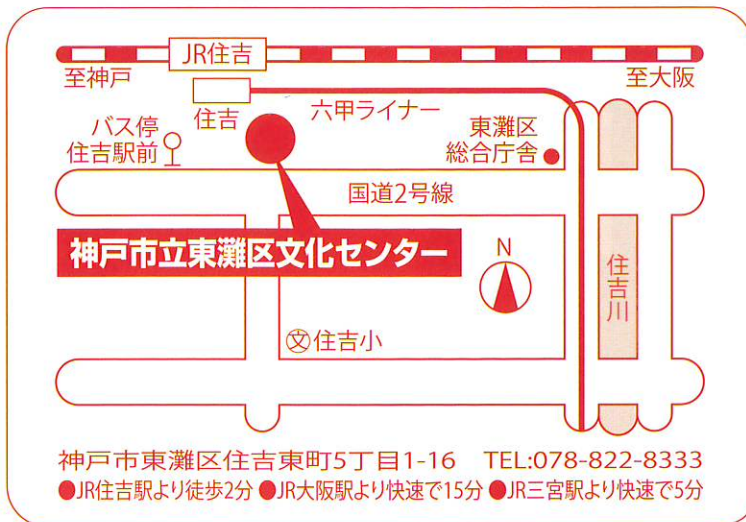 JR住吉
至神戸
至大阪
住吉
六甲ライナー
バス停
住吉駅前
東灘区
総合庁舎
国道2号線
神戸市立東灘区文化センター
N
住吉川
文住吉小
神戸市東灘区住吉東町5丁目1-16 TEL:078-822-8333
●JR住吉駅より徒歩2分 ●JR大阪駅より快速で15分 ●JR三宮駅より快速で5分